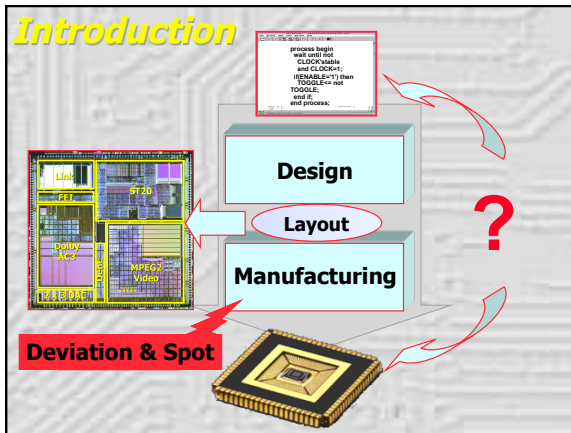 Introduction
process begin
wait until not
CLOCK'stable
and CLOCK=1;
if(ENABLE='1') then
TOGGLE<= not
TOGGLE;
end if;
end process;
Design
Layout
Manufacturing
?
Link
ST20
FEI
Dolby
AC3
MPEG2
Video
Deviation & Spot